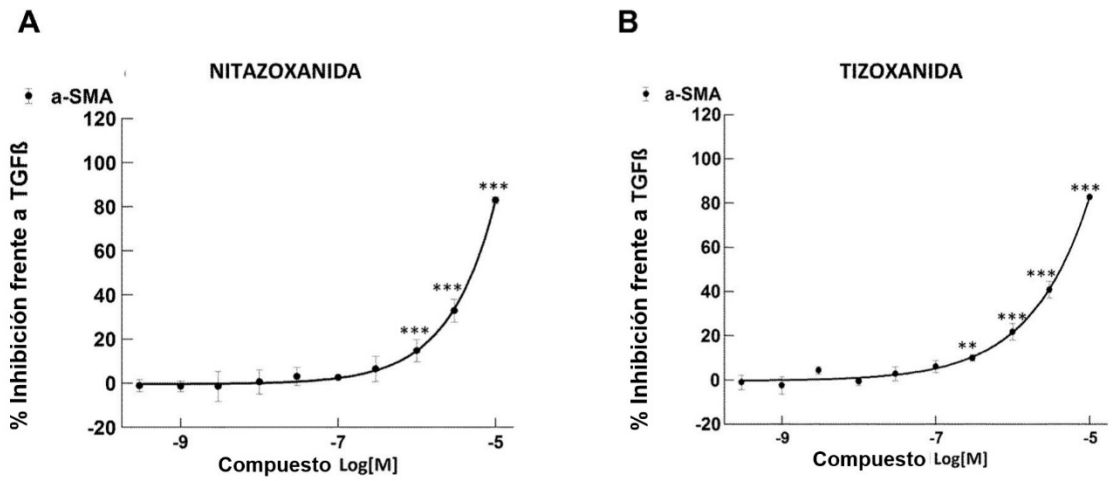 A
NITAZOXANIDA
a-SMA
120
100
80
60
40
20
0
-20
% Inhibición frente a TGFß
***
***
***
-9
-7
-5
Compuesto Log[M]
B
TIZOXANIDA
a-SMA
120
100
80
60
40
20
0
-20
% Inhibición frente a TGFß
***
***
***
**
-9
-7
-5
Compuesto Log[M]